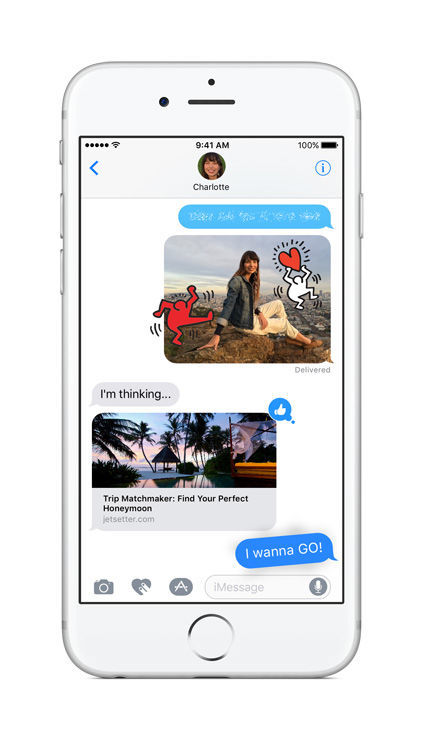 9:41 AM
100%
Charlotte
Delivered
I'm thinking...
Trip Matchmaker: Find Your Perfect
Honeymoon
jetsetter.com
I wanna GO!
iMessage